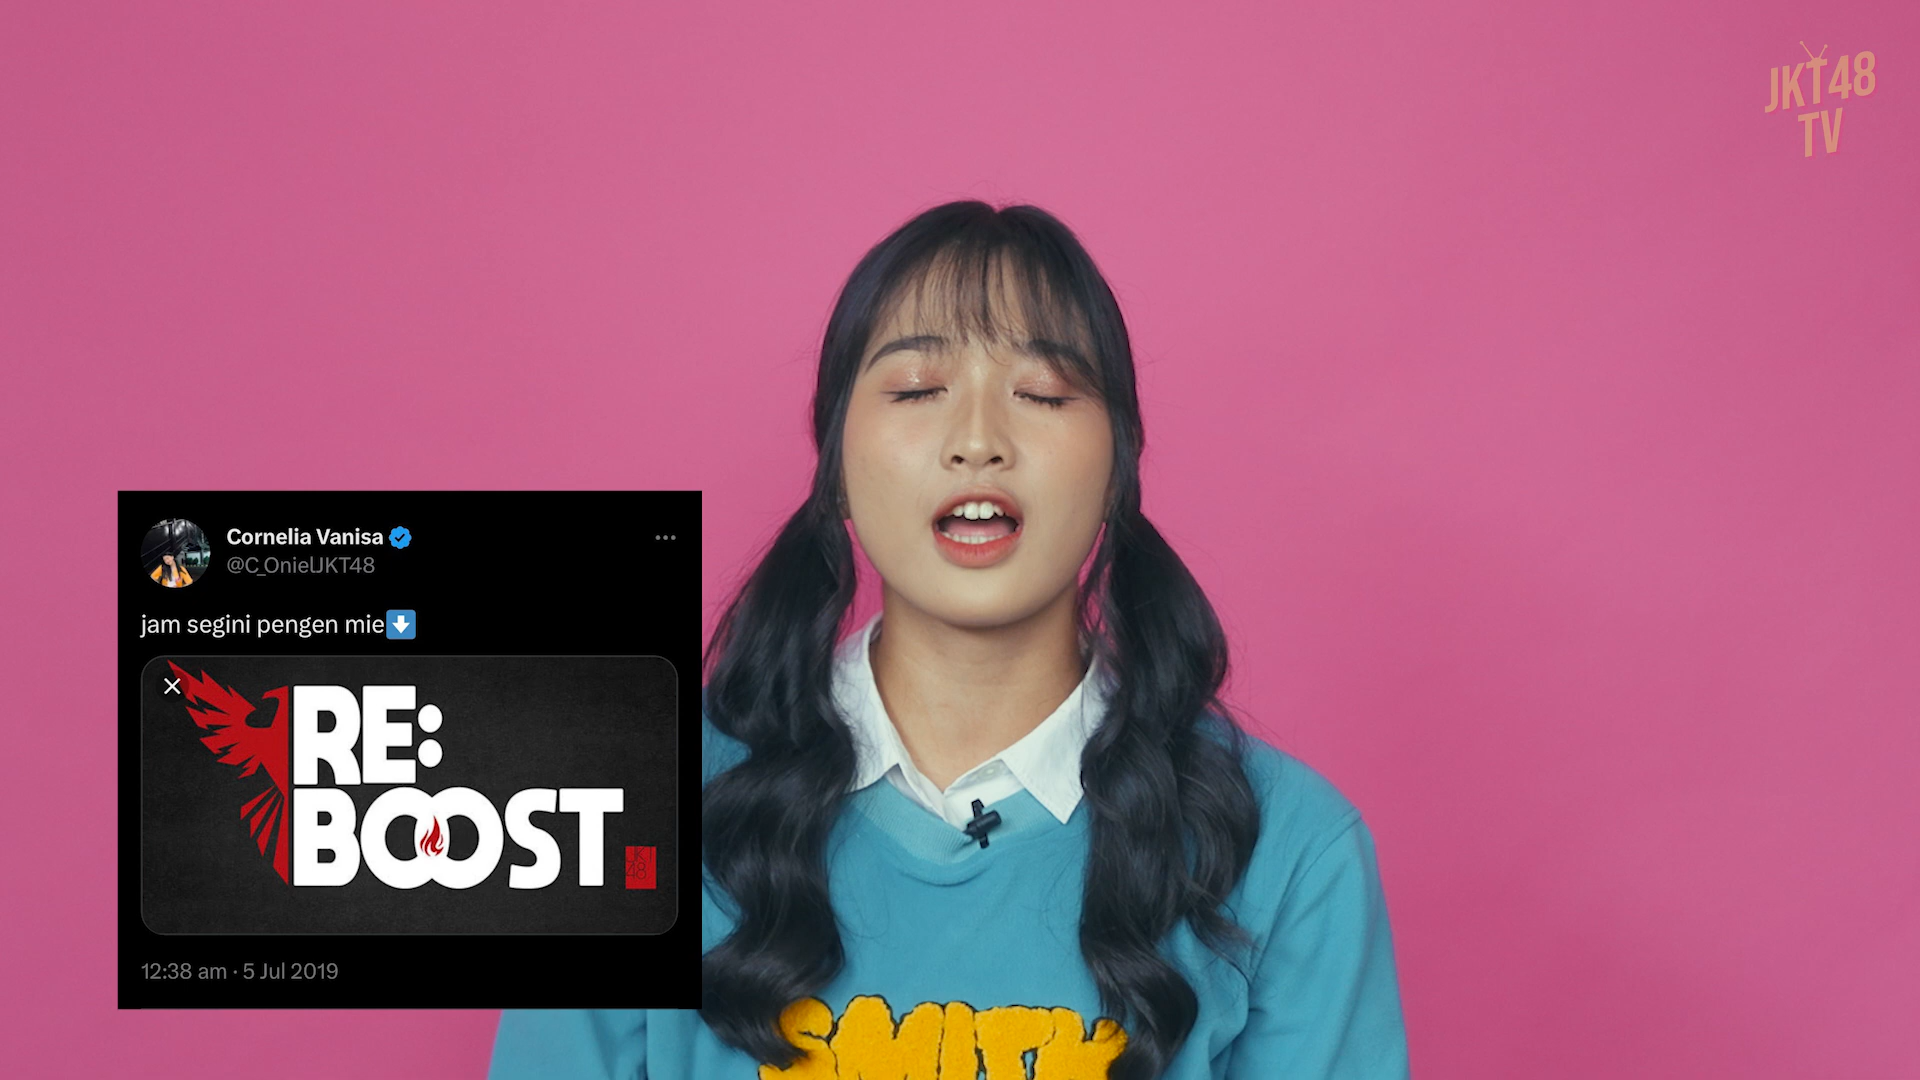 JKT48
TV
Cornelia Vanisa
@C_OnielJKT48
jam segini pengen mie⬇️
RE:
BOOST
JKT
48
12:38 am · 5 Jul 2019
SMITH